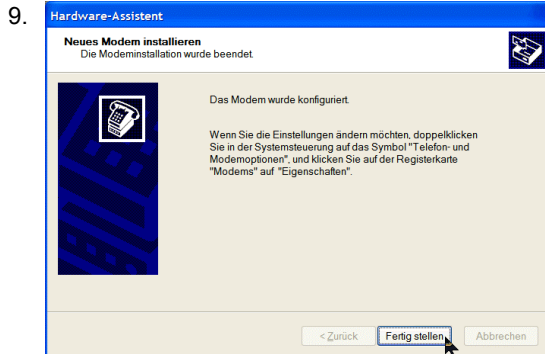 9.
Hardware-Assistent
Neues Modem installieren
Die Modeminstallation wurde beendet.
Das Modem wurde konfiguriert.
Wenn Sie die Einstellungen ändern möchten, doppelklicken
Sie in der Systemsteuerung auf das Symbol "Telefon- und
Modemoptionen", und klicken Sie auf der Registerkarte
"Modems" auf "Eigenschaften".
< Zurück Fertig stellen Abbrechen